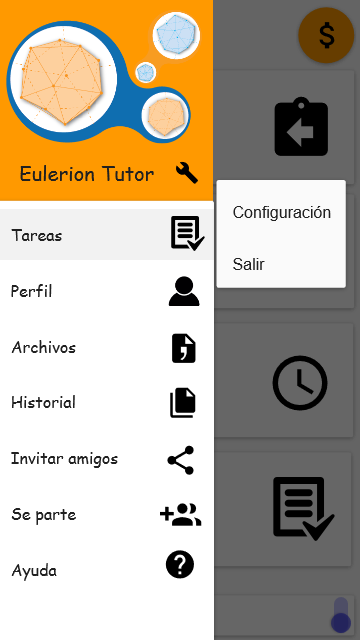 $
Eulerion Tutor
Configuración
Salir
Tareas
Perfil
Archivos
Historial
Invitar amigos
Se parte
Ayuda
?